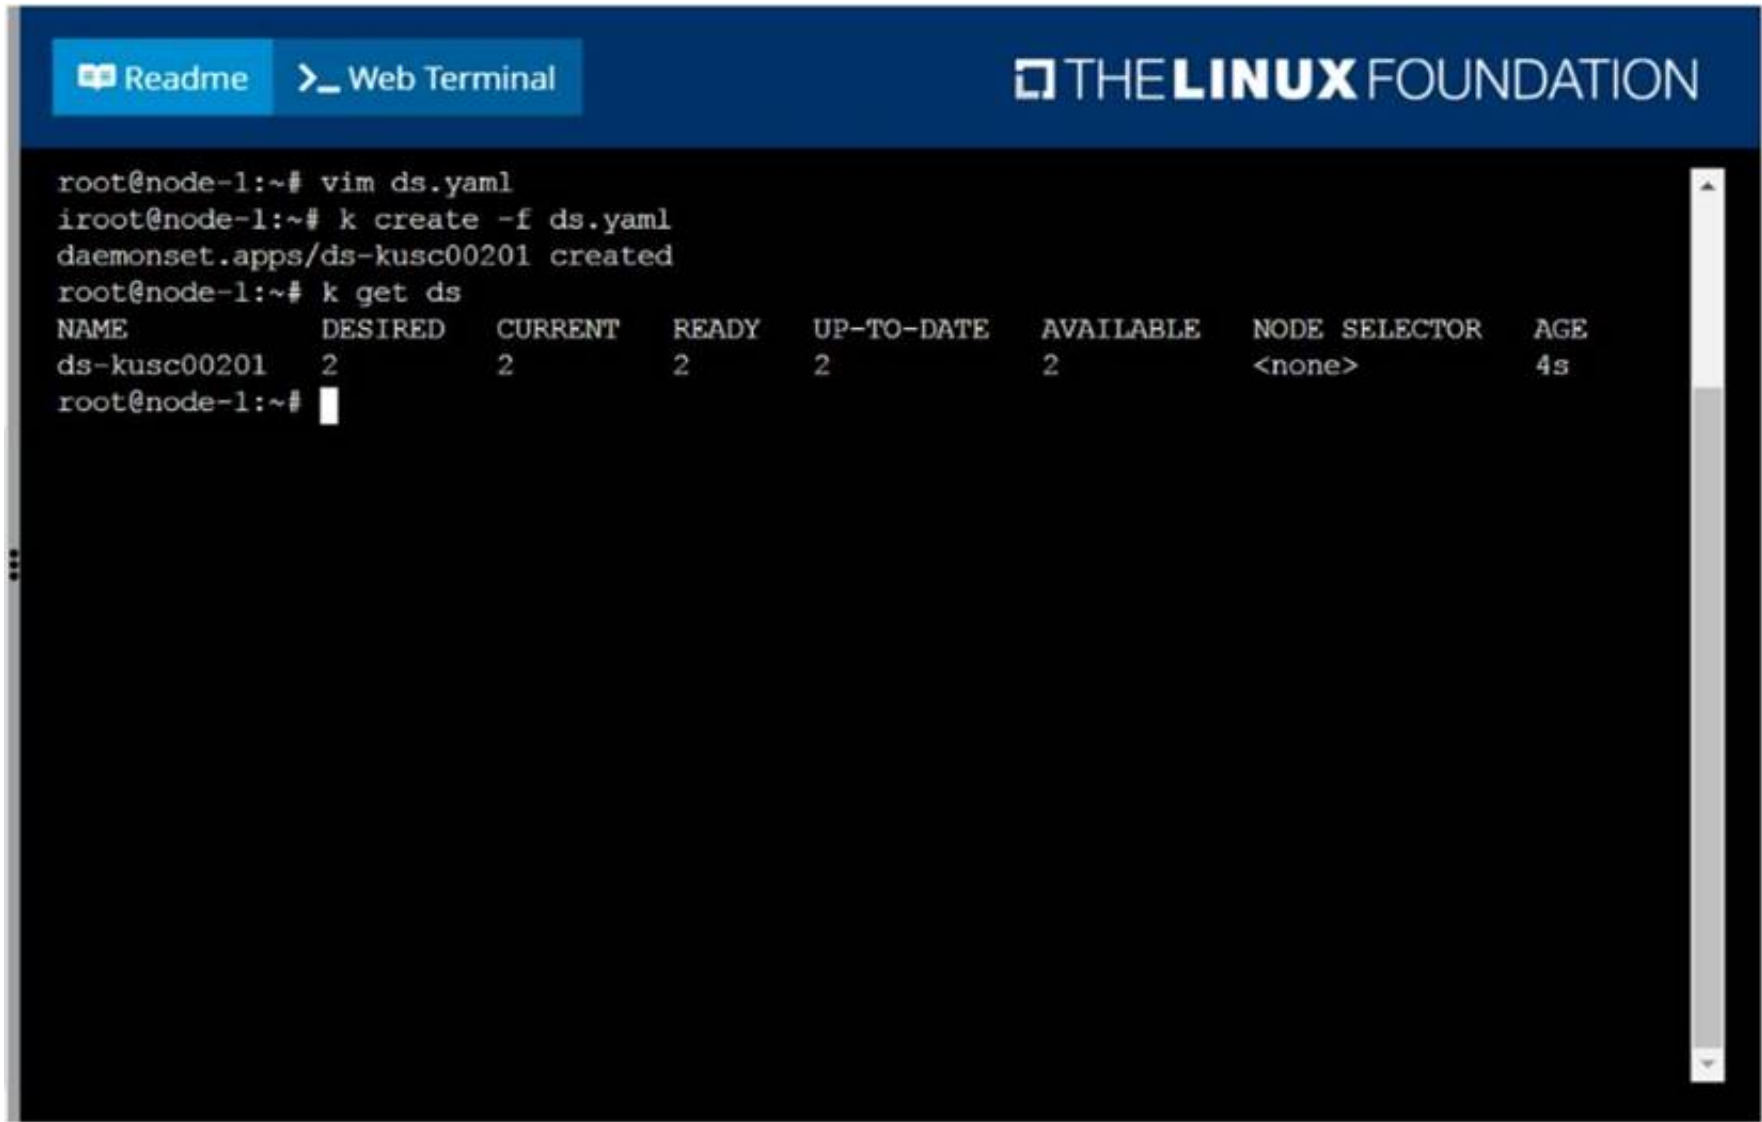 Readme
Web Terminal
THE LINUX FOUNDATION
root@node-1:~# vim ds.yaml
iroot@node-1:~# k create -f ds.yaml
daemonset.apps/ds-kusc00201 created
root@node-1:~# k get ds
NAME DESIRED CURRENT READY UP-TO-DATE AVAILABLE NODE SELECTOR AGE
ds-kusc00201 2 2 2 2 2 <none> 4s
root@node-1:~#